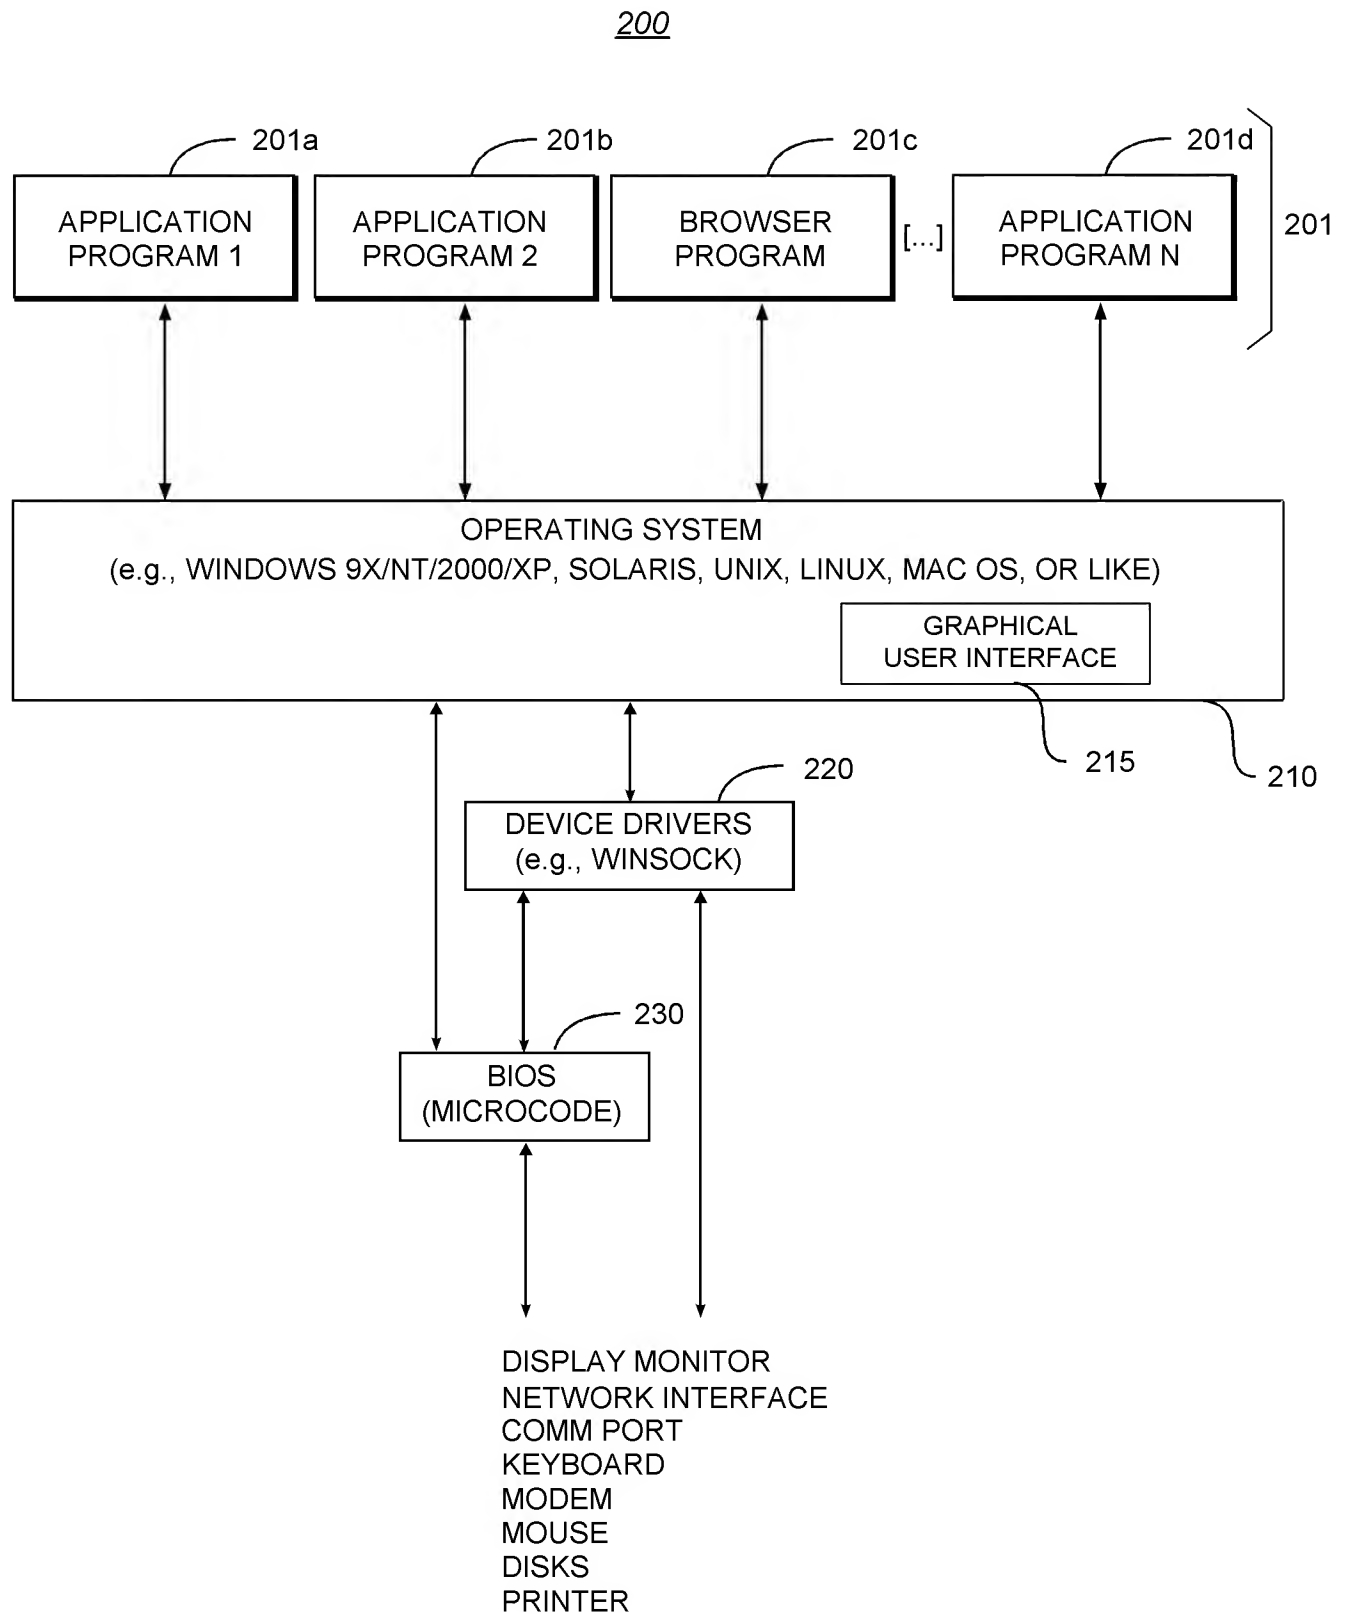 200
201a
201b
201c
201d
APPLICATION
PROGRAM 1
APPLICATION
PROGRAM 2
BROWSER
PROGRAM
[...]
APPLICATION
PROGRAM N
201
OPERATING SYSTEM
(e.g., WINDOWS 9X/NT/2000/XP, SOLARIS, UNIX, LINUX, MAC OS, OR LIKE)
GRAPHICAL
USER INTERFACE
215
210
220
DEVICE DRIVERS
(e.g., WINSOCK)
230
BIOS
(MICROCODE)
DISPLAY MONITOR
NETWORK INTERFACE
COMM PORT
KEYBOARD
MODEM
MOUSE
DISKS
PRINTER